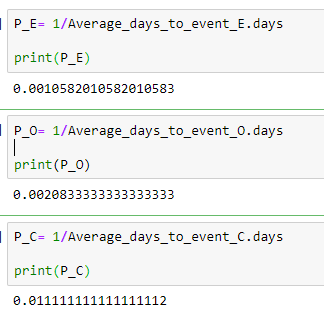 P_E= 1/Average_days_to_event_E.days
print(P_E)
0.0010582010582010583
P_O= 1/Average_days_to_event_O.days
print(P_O)
0.0020833333333333333
P_C= 1/Average_days_to_event_C.days
print(P_C)
0.011111111111111112